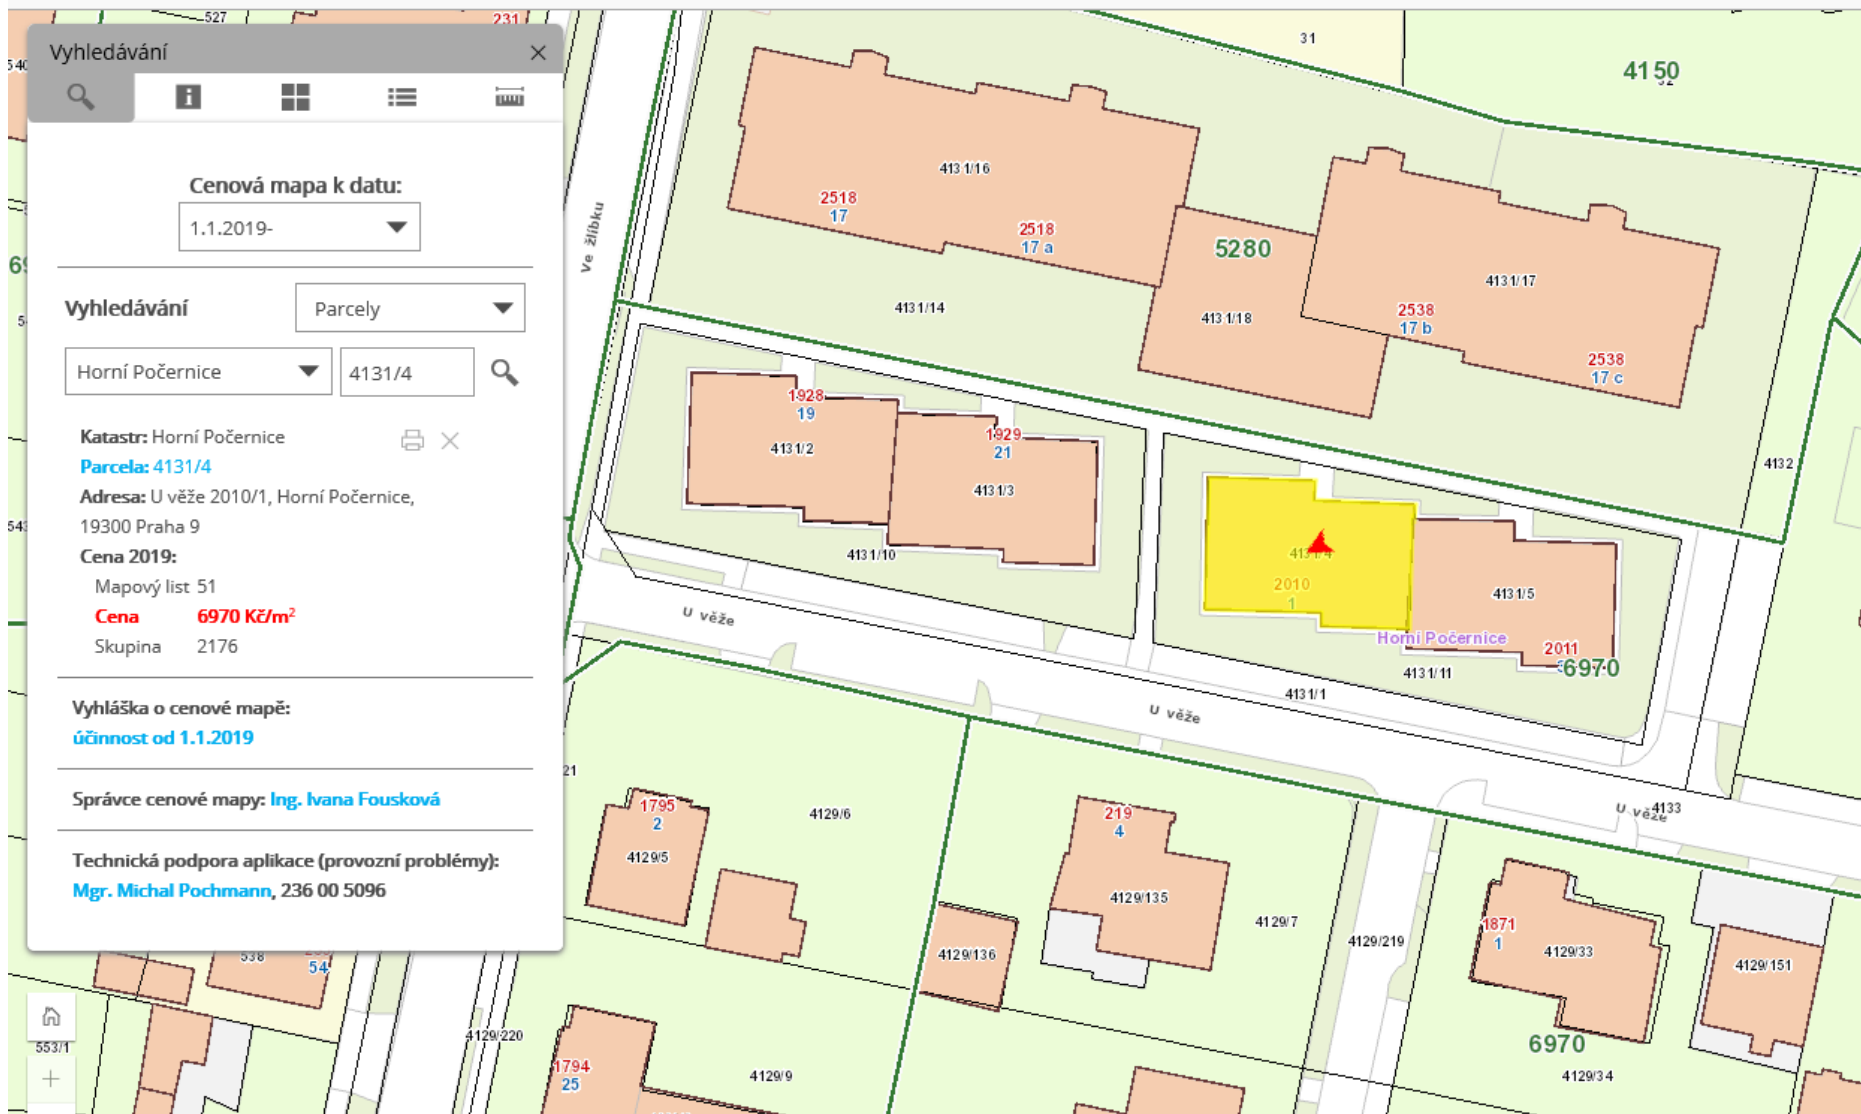 Vyhledávání
Cenová mapa k datu:
1.1.2019-
Vyhledávání
Parcely
Horní Počernice
4131/4
Katastr: Horní Počernice
Parcela: 4131/4
Adresa: U věže 2010/1, Horní Počernice,
19300 Praha 9
Cena 2019:
Mapový list 51
Cena 6970 Kč/m²
Skupina 2176
Vyhláška o cenové mapě:
účinnost od 1.1.2019
Správce cenové mapy: Ing. Ivana Fousková
Technická podpora aplikace (provozní problémy):
Mgr. Michal Pochmann, 236 00 5096
527
231
31
4150
4131/16
2518
17
2518
17 a
5280
4131/17
4131/14
4131/18
2538
17 b
2538
17 c
Ve žlíbku
1928
19
4131/2
1929
21
4131/3
4132
4131/10
4131/4
2010
1
4131/5
Horní Počernice
2011
6970
4131/11
4131/1
U věže
U věže
U věže
4133
21
1795
2
4129/5
4129/6
219
4
4129/135
4129/7
4129/136
4129/219
1871
1
4129/33
4129/151
538
54
553/1
4129/220
1794
25
4129/9
6970
4129/34